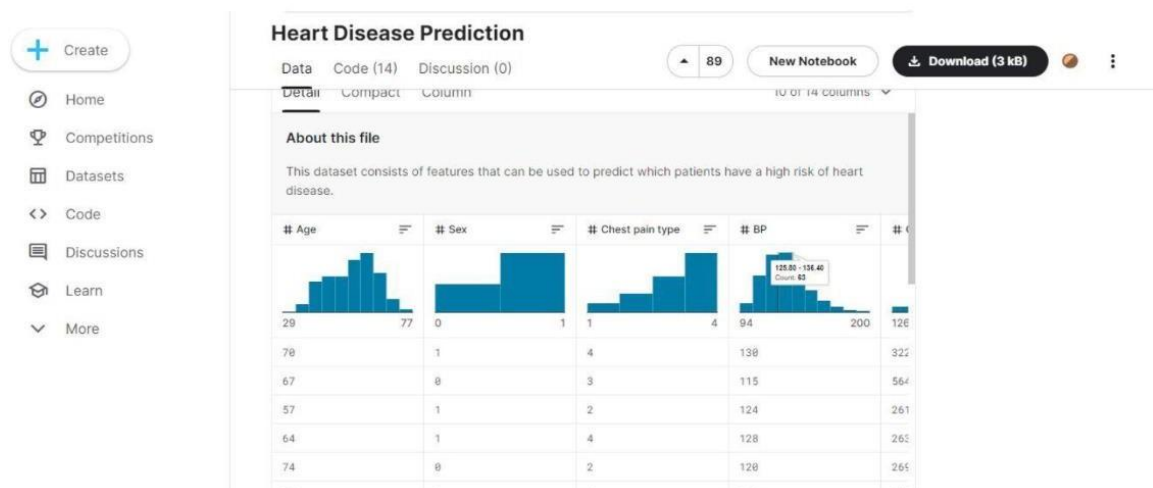 Heart Disease Prediction
Create
Data Code (14) Discussion (0)
89
New Notebook
Download (3 kB)
Home
Detail Compact Column
10 of 14 columns
Competitions
About this file
Datasets
This dataset consists of features that can be used to predict which patients have a high risk of heart
disease.
Code
# Age # Sex # Chest pain type # BP #
Discussions
125.80 - 136.40
Count: 63
Learn
29 77 0 1 1 4 94 200 126
More
70 1 4 130 322
67 0 3 115 564
57 1 2 124 261
64 1 4 128 263
74 0 2 120 269